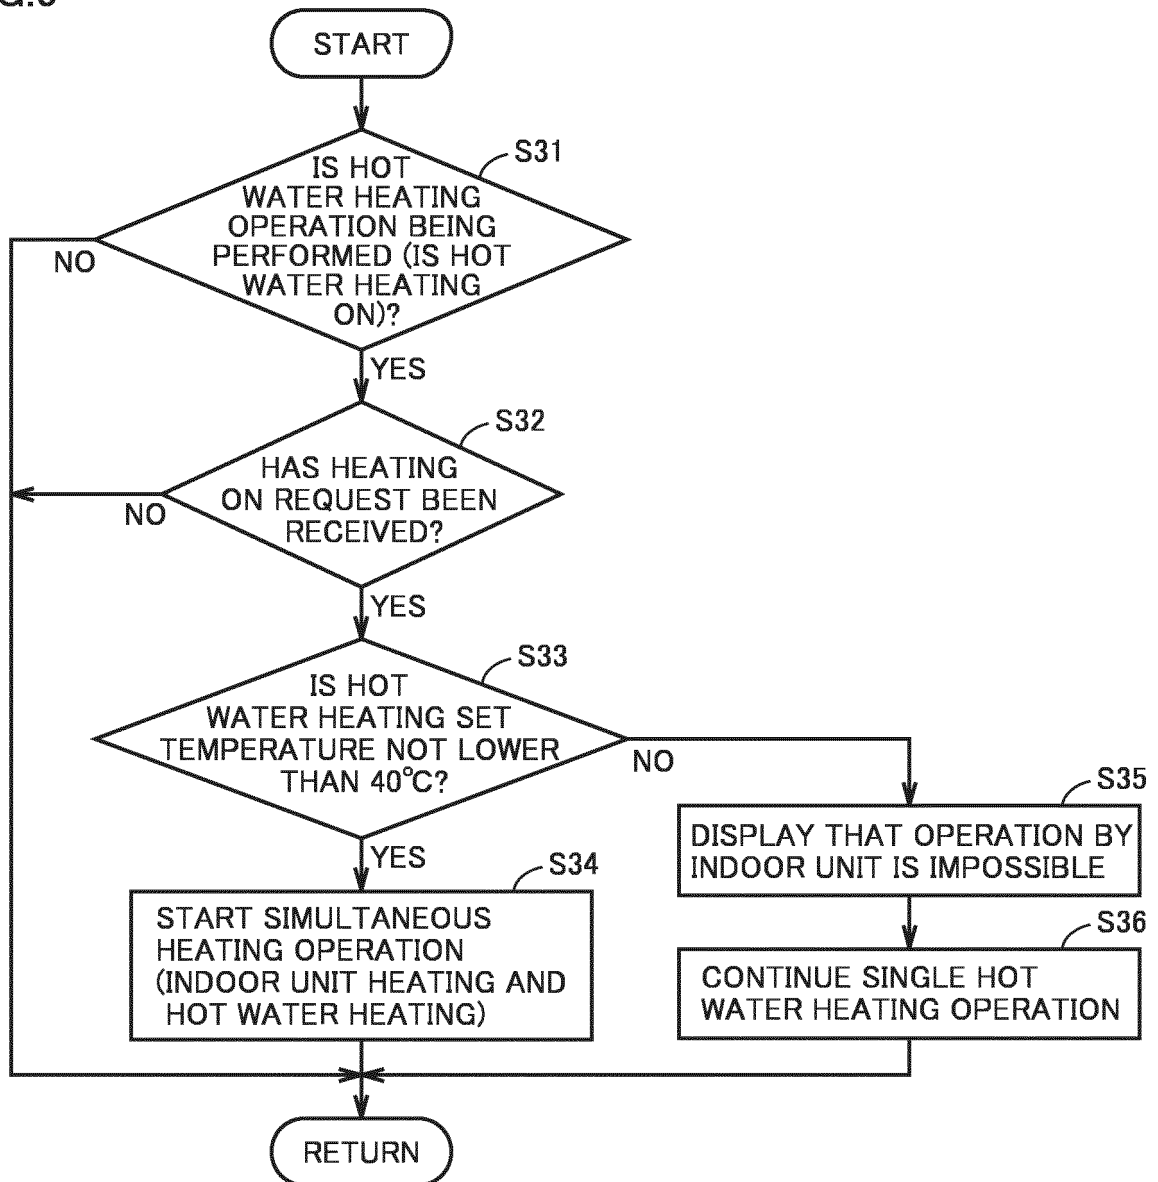 START
S31
IS HOT
WATER HEATING
OPERATION BEING
PERFORMED (IS HOT
WATER HEATING
ON)?
NO
YES
S32
HAS HEATING
ON REQUEST BEEN
RECEIVED?
NO
YES
S33
IS HOT
WATER HEATING SET
TEMPERATURE NOT LOWER
THAN 40℃?
NO
YES
S34
START SIMULTANEOUS
HEATING OPERATION
(INDOOR UNIT HEATING AND
HOT WATER HEATING)
S35
DISPLAY THAT OPERATION BY
INDOOR UNIT IS IMPOSSIBLE
S36
CONTINUE SINGLE HOT
WATER HEATING OPERATION
RETURN